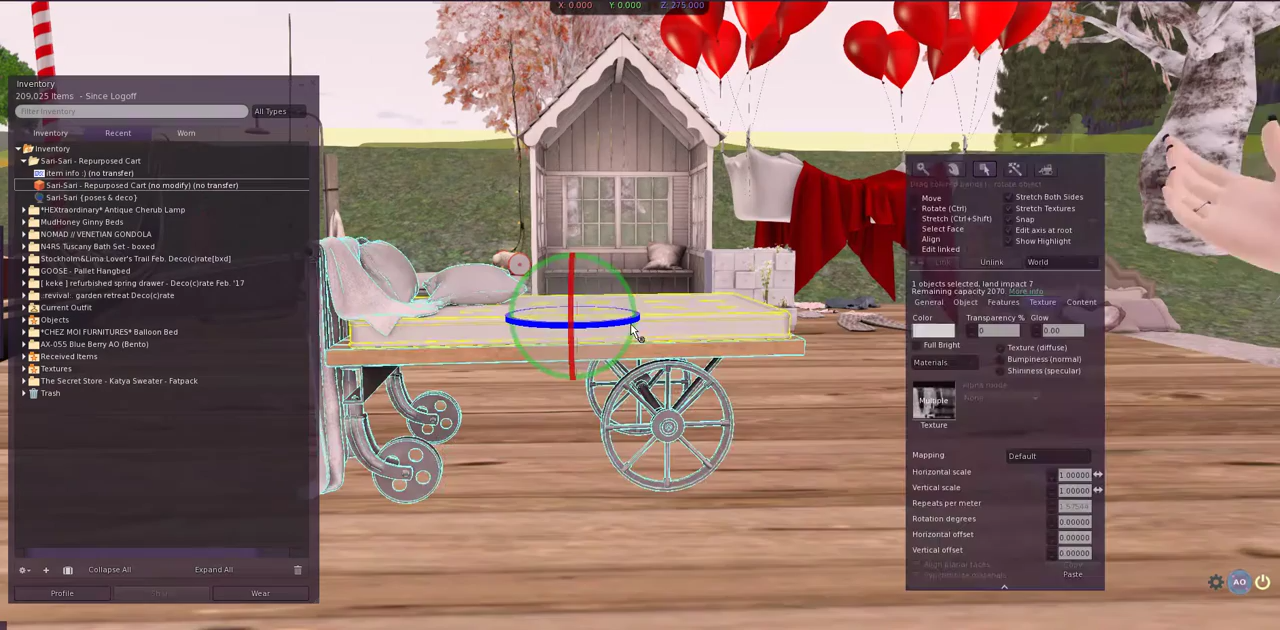 X: 0.000 Y: 0.000 Z: 275.000
Inventory
209,025 Items - Since Logoff
Filter Inventory
All Types
Inventory Recent Worn
Inventory
Sari-Sari - Repurposed Cart
item info :) (no transfer)
Sari-Sari - Repurposed Cart (no modify) (no transfer)
Sari-Sari {poses & deco}
*HEXtraordinary* Antique Cherub Lamp
MudHoney Ginny Beds
NOMAD // VENETIAN GONDOLA
N4RS Tuscany Bath Set - boxed
Stockholm&Lima Lover's Trail Feb. Deco(c)rate[bxd]
GOOSE - Pallet Hangbed
[ keke ] refurbished spring drawer - Deco(c)rate Feb. '17
:revival: garden retreat Deco(c)rate
Current Outfit
Objects
*CHEZ MOI FURNITURES* Balloon Bed
AX-055 Blue Berry AO (Bento)
Received Items
Textures
The Secret Store - Katya Sweater - Fatpack
Trash
Collapse All Expand All
Profile
Wear
Move
Rotate (Ctrl)
Stretch (Ctrl+Shift)
Select Face
Align
Edit linked
Stretch Both Sides
Stretch Textures
Snap
Edit axis at root
Show Highlight
Link Unlink World
1 objects selected, land impact 7
Remaining capacity 2070. More info
General Object Features Texture Content
Color Transparency % Glow
0 0.00
Full Bright
Texture (diffuse)
Bumpiness (normal)
Shininess (specular)
Materials
None
Multiple
Texture
Mapping Default
Horizontal scale 1.00000
Vertical scale 1.00000
Repeats per meter 1.57544
Rotation degrees 0.00000
Horizontal offset 0.00000
Vertical offset 0.00000
Paste
AO